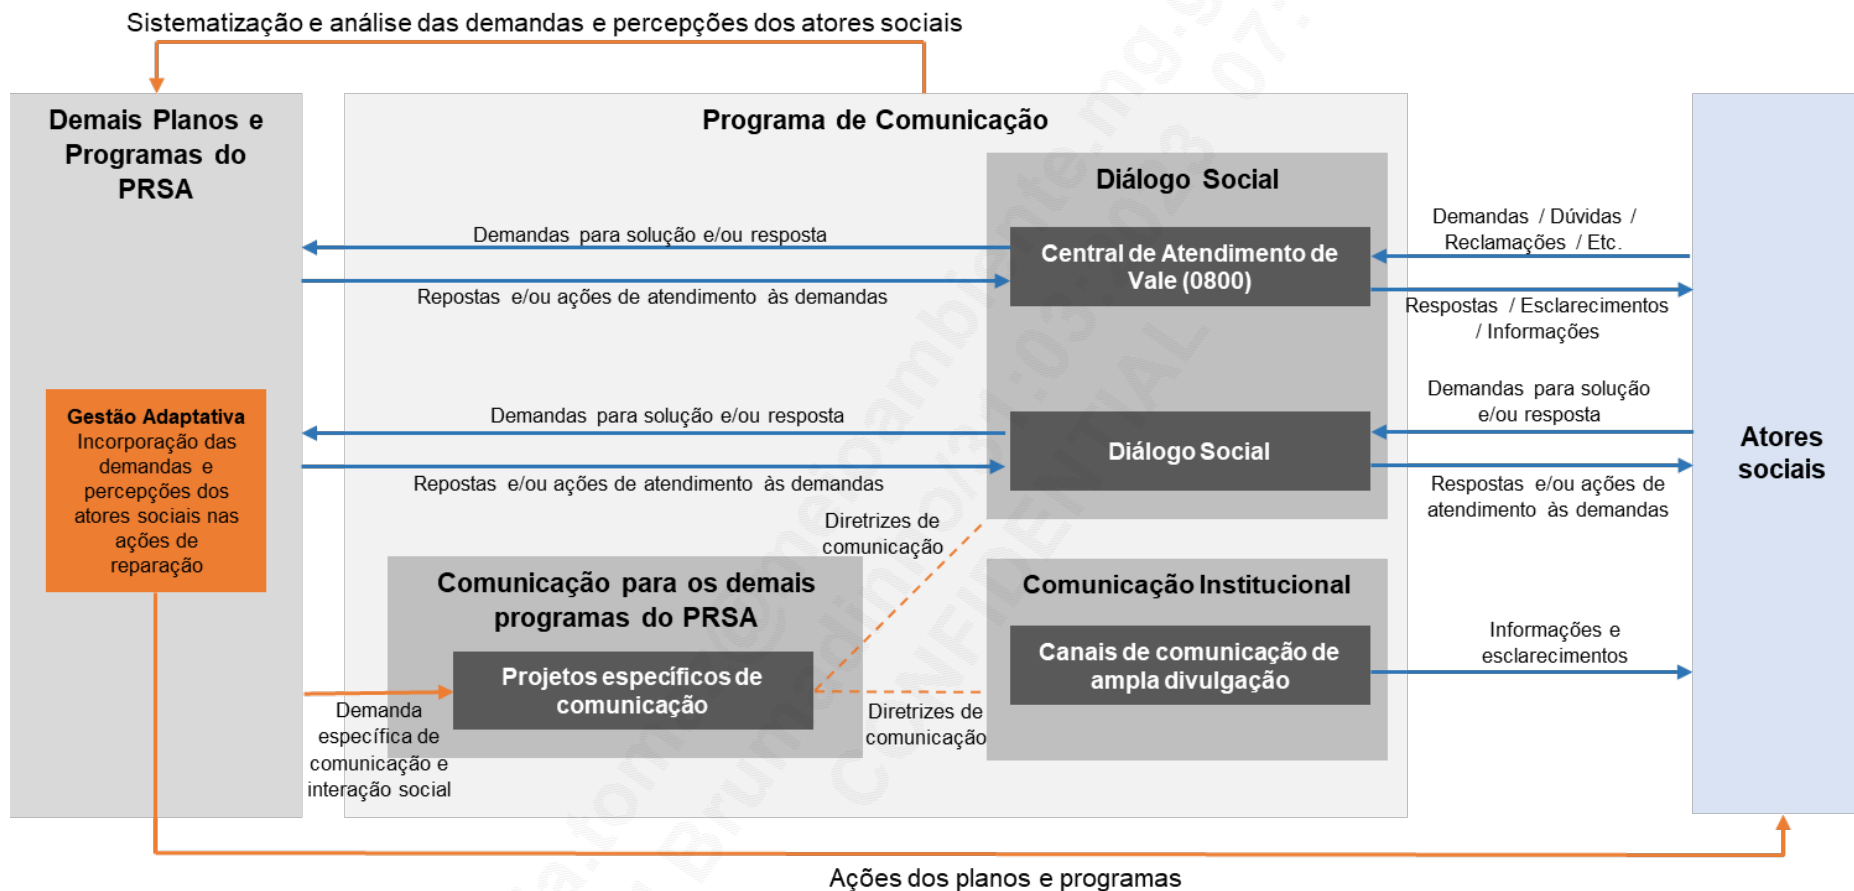 Sistematização e análise das demandas e percepções dos atores sociais
Demais Planos e
Programas do
PRSA
Programa de Comunicação
Diálogo Social
Demandas para solução e/ou resposta
Central de Atendimento de
Vale (0800)
Repostas e/ou ações de atendimento às demandas
Demandas / Dúvidas /
Reclamações / Etc.
Respostas / Esclarecimentos
/ Informações
Gestão Adaptativa
Incorporação das
demandas e
percepções dos
atores sociais nas
ações de
reparação
Demandas para solução e/ou resposta
Diálogo Social
Repostas e/ou ações de atendimento às demandas
Demandas para solução
e/ou resposta
Respostas e/ou ações de
atendimento às demandas
Atores
sociais
Diretrizes de
comunicação
Comunicação para os demais
programas do PRSA
Projetos específicos de
comunicação
Demanda
específica de
comunicação e
interação social
Diretrizes de
comunicação
Comunicação Institucional
Canais de comunicação de
ampla divulgação
Informações e
esclarecimentos
Ações dos planos e programas
CONFIDENTIAL